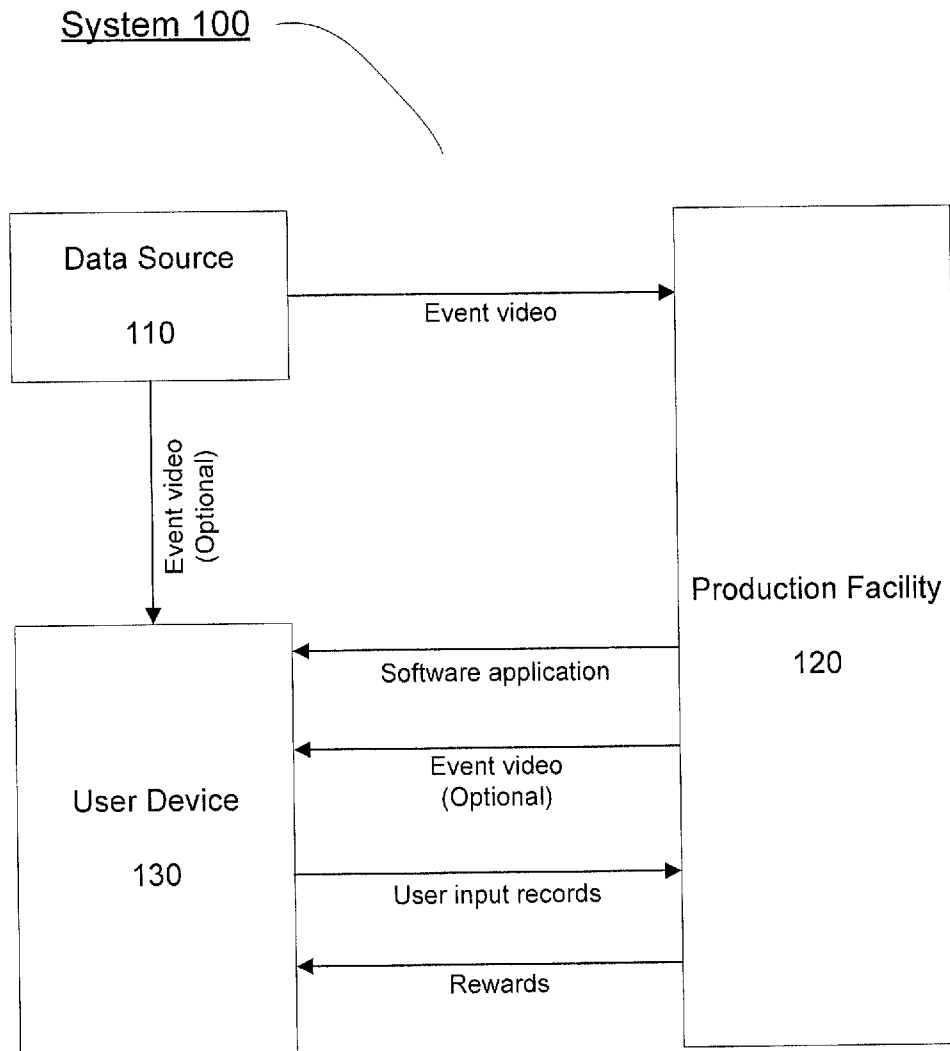 System 100
Data Source
110
Event video
Event video
(Optional)
Production Facility
120
Software application
Event video
(Optional)
User Device
130
User input records
Rewards